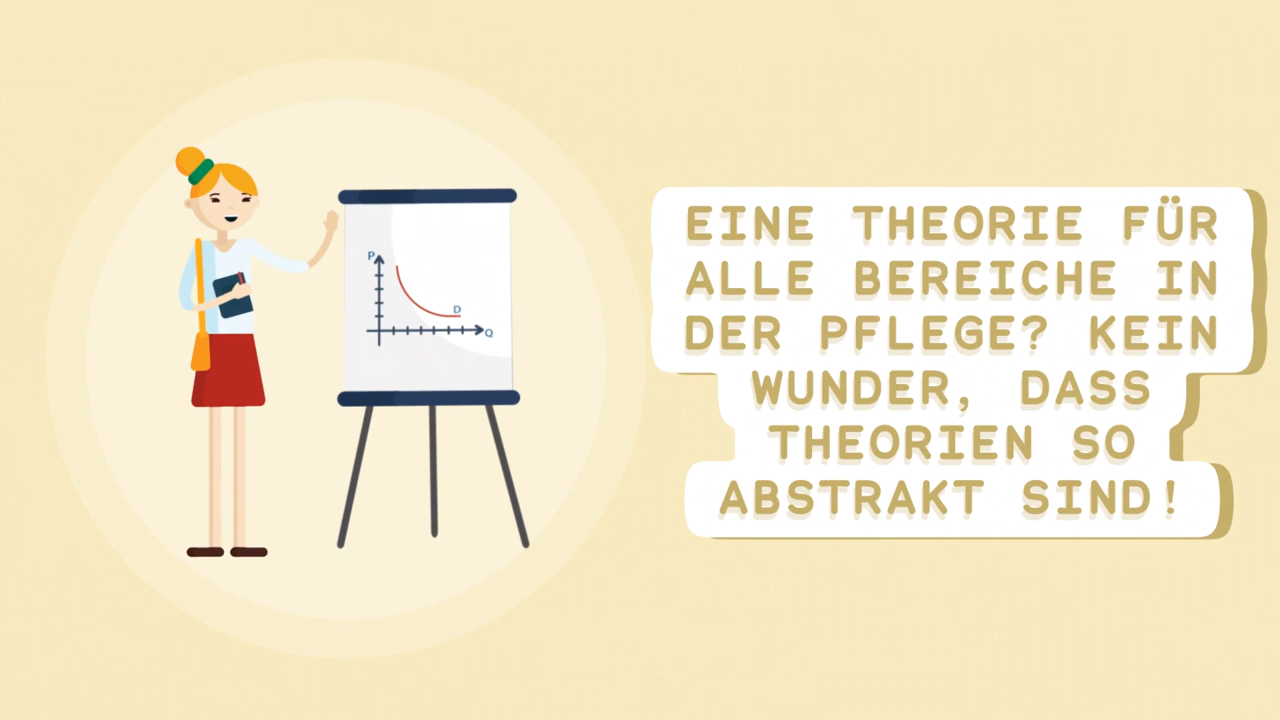 P
D
Q
EINE THEORIE FÜR
ALLE BEREICHE IN
DER PFLEGE? KEIN
WUNDER, DASS
THEORIEN SO
ABSTRAKT SIND!